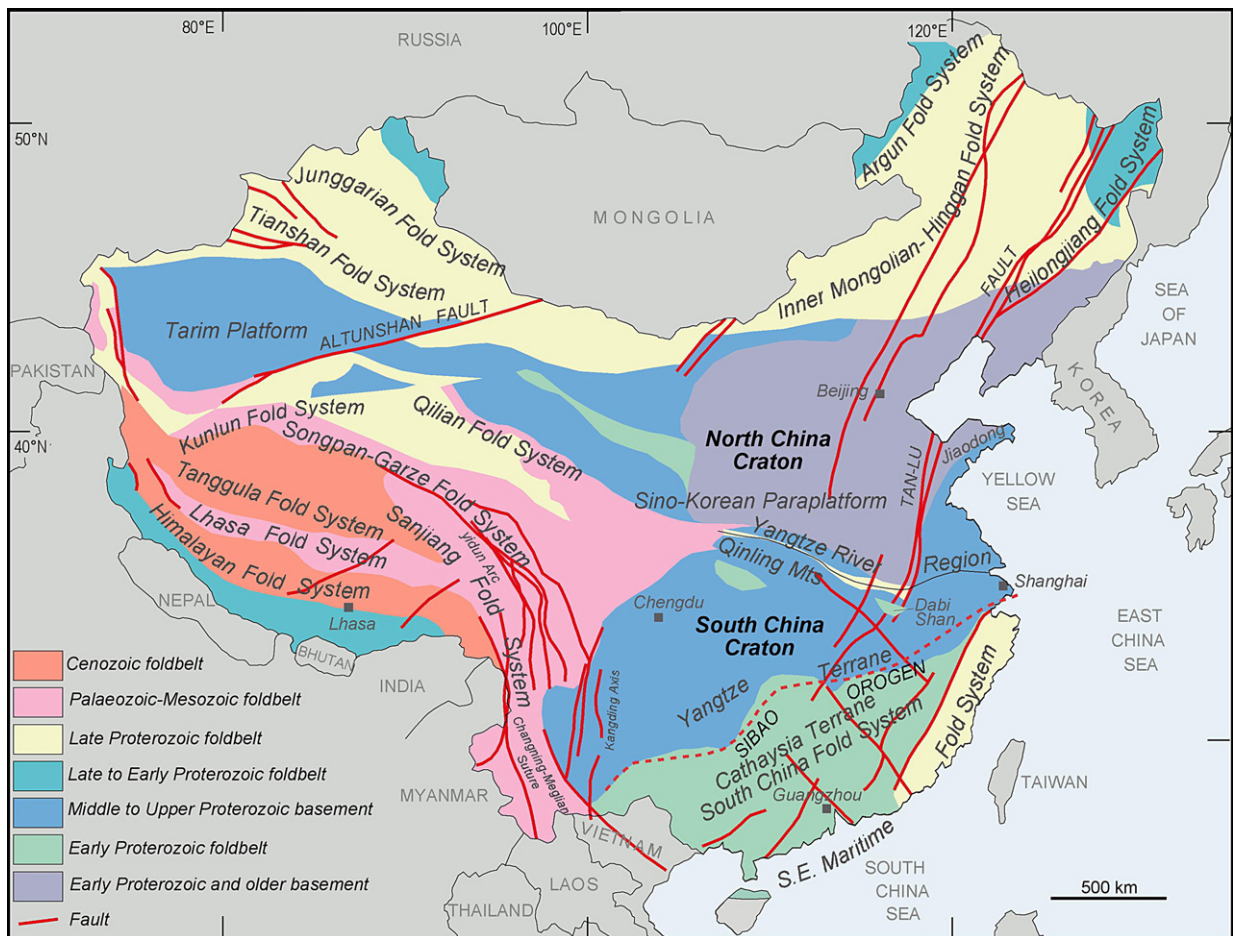 80°E
100°E
120°E
RUSSIA
50°N
MONGOLIA
Argun Fold System
Inner Mongolian-Hinggan Fold System
Heilongjiang Fold System
FAULT
Junggarian Fold System
Tianshan Fold System
SEA
OF
JAPAN
Tarim Platform
ALTUNSHAN FAULT
PAKISTAN
KOREA
Beijing
40°N
Kunlun Fold System
Qilian Fold System
Songpan-Garze Fold System
North China
Craton
Jiaodong
TAN-LU
YELLOW
SEA
Sino-Korean Paraplatform
Tanggula Fold System
Sanjiang
Fold
System
yidun Arc
Lhasa Fold System
Himalayan Fold System
Yangtze River
Region
Qinling Mts
Shanghai
NEPAL
Lhasa
Chengdu
Dabi
Shan
BHUTAN
South China
Craton
EAST
CHINA
SEA
INDIA
Yangtze
Terrane
Kangding Axis
SIBAO
OROGEN
Cathaysia Terrane
South China Fold System
Changning-Meglian
Suture
Fold System
S.E. Maritime
Guangzhou
TAIWAN
MYANMAR
VIETNAM
LAOS
THAILAND
SOUTH
CHINA
SEA
500 km
Cenozoic foldbelt
Palaeozoic-Mesozoic foldbelt
Late Proterozoic foldbelt
Late to Early Proterozoic foldbelt
Middle to Upper Proterozoic basement
Early Proterozoic foldbelt
Early Proterozoic and older basement
Fault